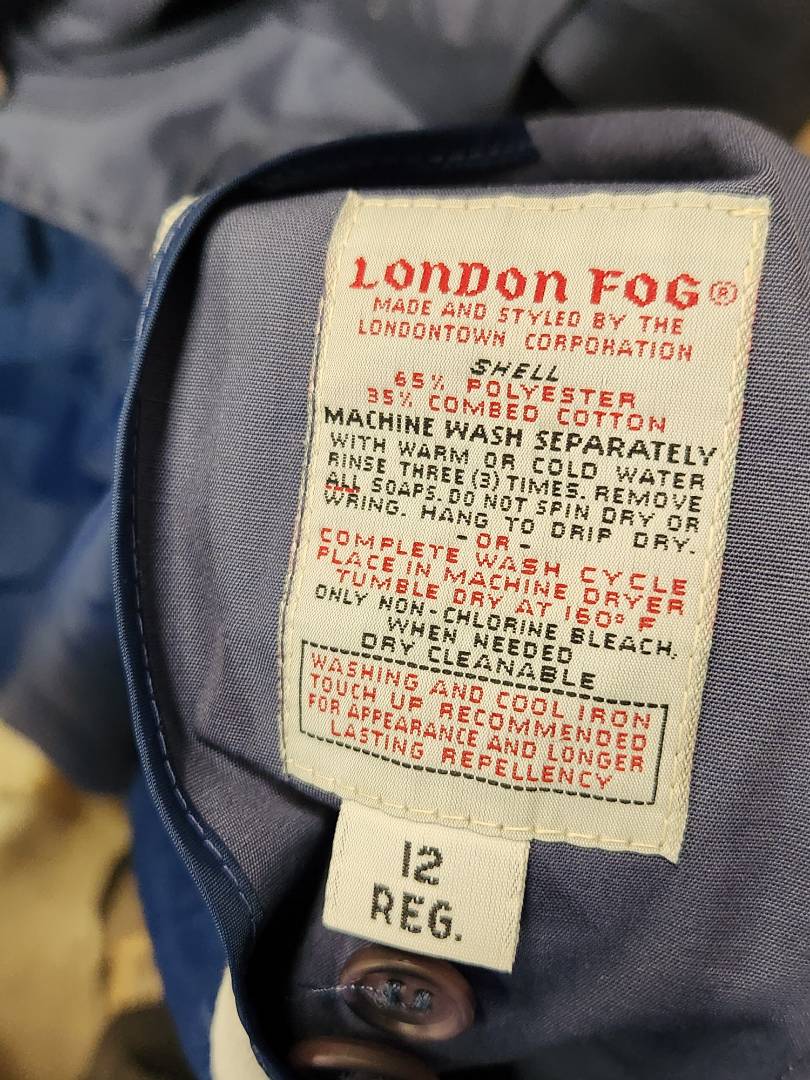 LONDON FOG®
MADE AND STYLED BY THE
LONDONTOWN CORPORATION
SHELL
65% POLYESTER
35% COMBED COTTON
MACHINE WASH SEPARATELY
WITH WARM OR COLD WATER
RINSE THREE (3) TIMES. REMOVE
ALL SOAPS. DO NOT SPIN DRY OR
WRING. HANG TO DRIP DRY.
- OR -
COMPLETE WASH CYCLE
PLACE IN MACHINE DRYER
TUMBLE DRY AT 160° F
ONLY NON-CHLORINE BLEACH.
WHEN NEEDED
DRY CLEANABLE
WASHING AND COOL IRON
TOUCH UP RECOMMENDED
FOR APPEARANCE AND LONGER
LASTING REPELLENCY
12
REG.